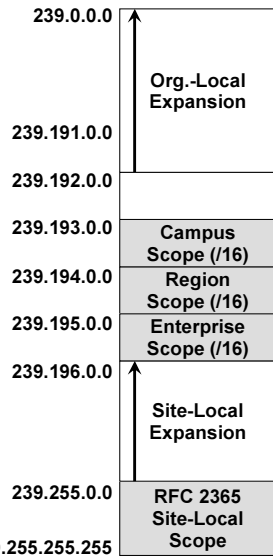 239.0.0.0
Org.-Local
Expansion
239.191.0.0
239.192.0.0
239.193.0.0
Campus
Scope (/16)
239.194.0.0
Region
Scope (/16)
239.195.0.0
Enterprise
Scope (/16)
239.196.0.0
Site-Local
Expansion
239.255.0.0
RFC 2365
Site-Local
Scope
.255.255.255